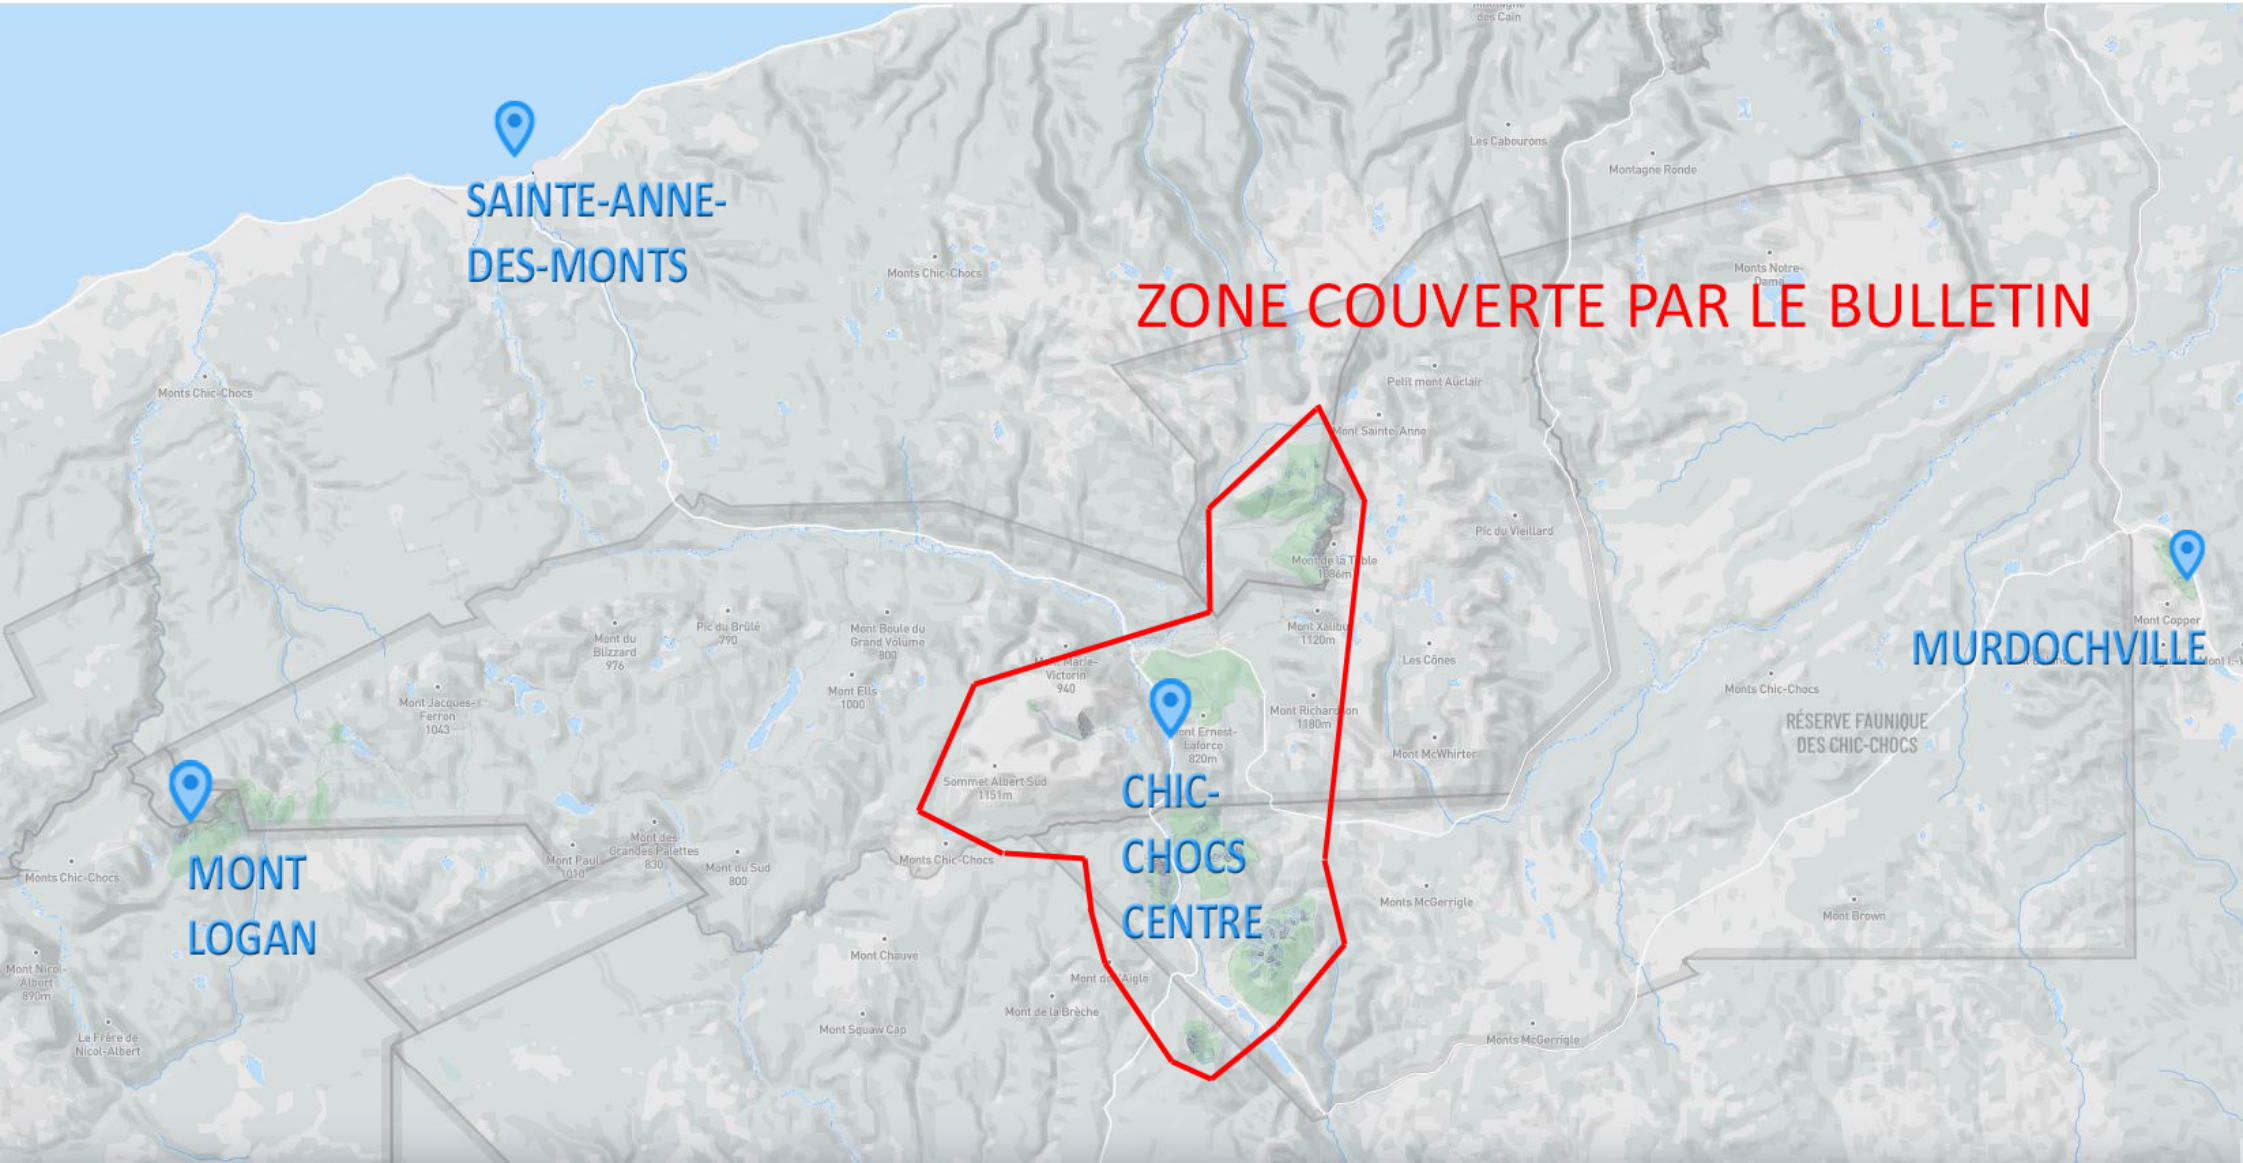 des Cain
Les Cabourons
Montagne Ronde
SAINTE-ANNE-
DES-MONTS
Monts Chic-Chocs
Monts Notre-
Dame
ZONE COUVERTE PAR LE BULLETIN
Monts Chic-Chocs
Petit mont Auclair
Mont Sainte-Anne
Pic du Vieillard
Mont de la Table
1086m
Mont Copper
Mont du
Blizzard
976
Pic du Brûlé
790
Mont Boule du
Grand Volume
800
Mont Xalibu
1120m
MURDOCHVILLE
Mont Marie-
Victorin
940
Les Cônes
Mont Jacques-
Ferron
1043
Mont Ells
1000
Monts Chic-Chocs
Mont Richardson
1180m
RÉSERVE FAUNIQUE
DES CHIC-CHOCS
Mont Ernest-
Laforce
820m
Mont McWhirter
Sommet Albert Sud
1151m
CHIC-
CHOCS
CENTRE
MONT
LOGAN
Monts Chic-Chocs
Mont Paul
1010
Mont des
Grandes Palettes
830
Mont du Sud
800
Monts Chic-Chocs
Monts McGerrigle
Mont Brown
Mont Nicol-
Albert
890m
Mont Chauve
Mont de l'Aigle
Mont de la Brèche
Mont Squaw Cap
Le Frère de
Nicol-Albert
Monts McGerrigle